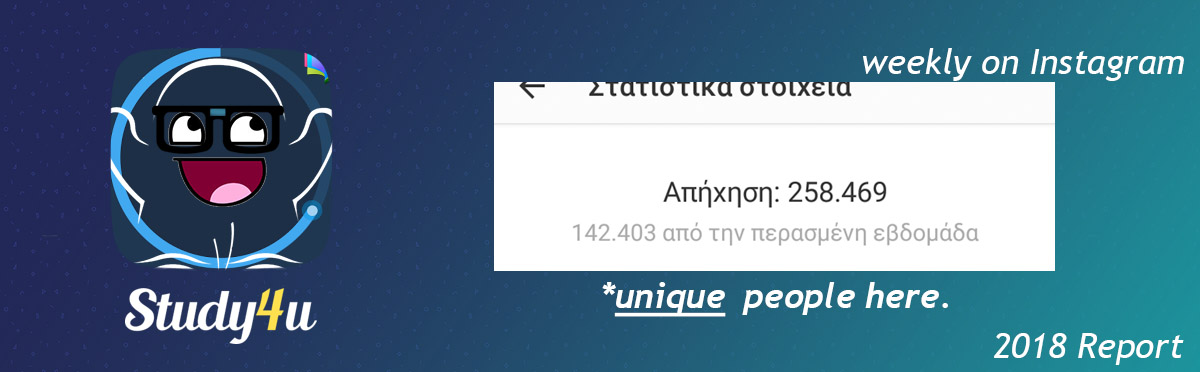 weekly on Instagram
Στατιστικά στοιχεία
Απήχηση: 258.469
142.403 από την περασμένη εβδομάδα
*unique people here.
Study4u
2018 Report